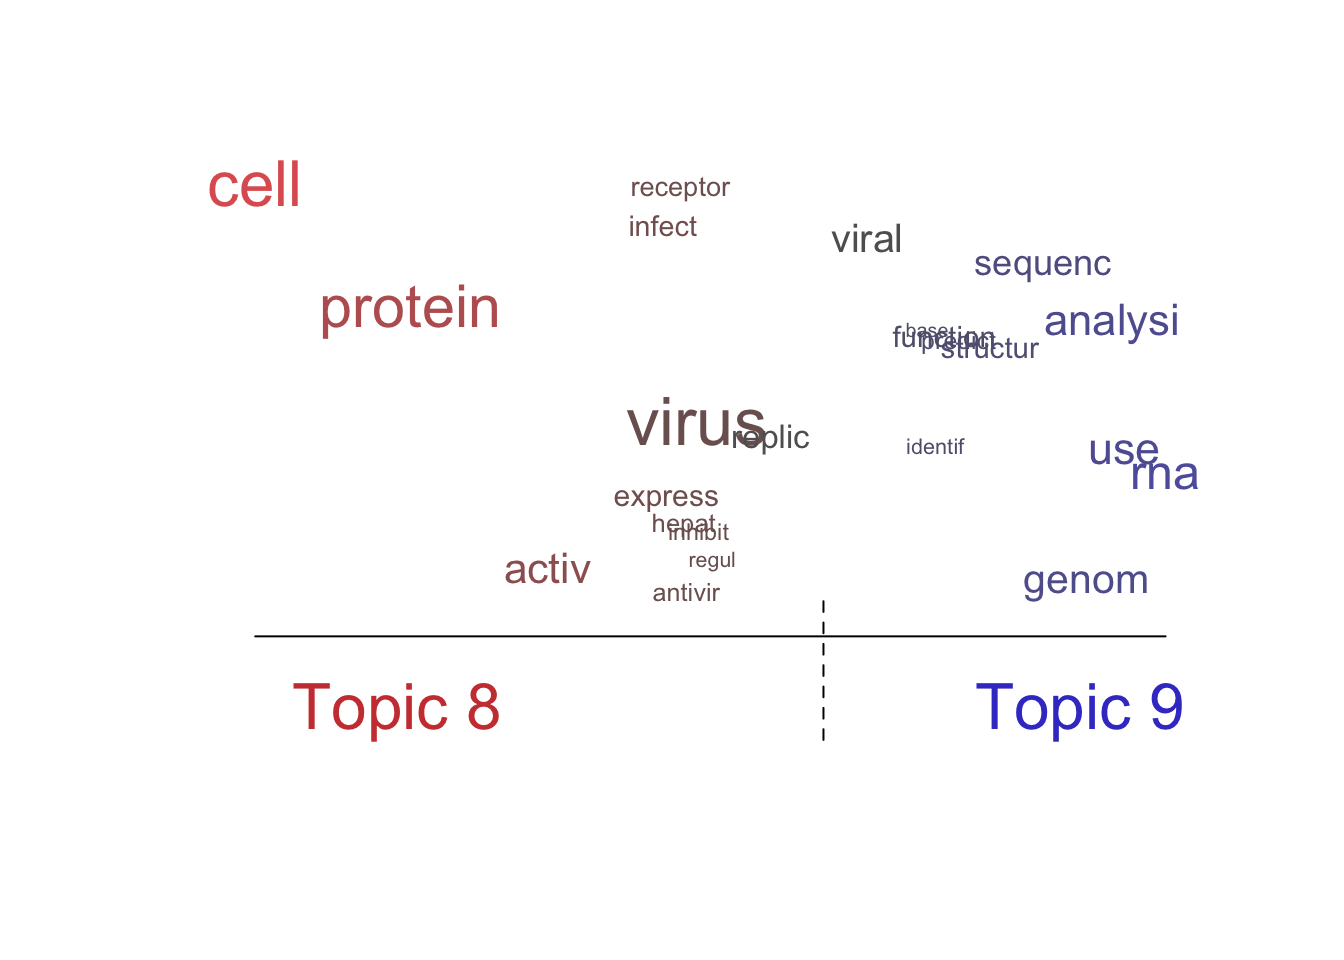 cell
receptor
infect
viral
sequenc
protein
analysi
base
function
predict
structur
virus
replic
identif
use
rna
express
hepat
inhibit
regul
activ
antivir
genom
Topic 8
Topic 9